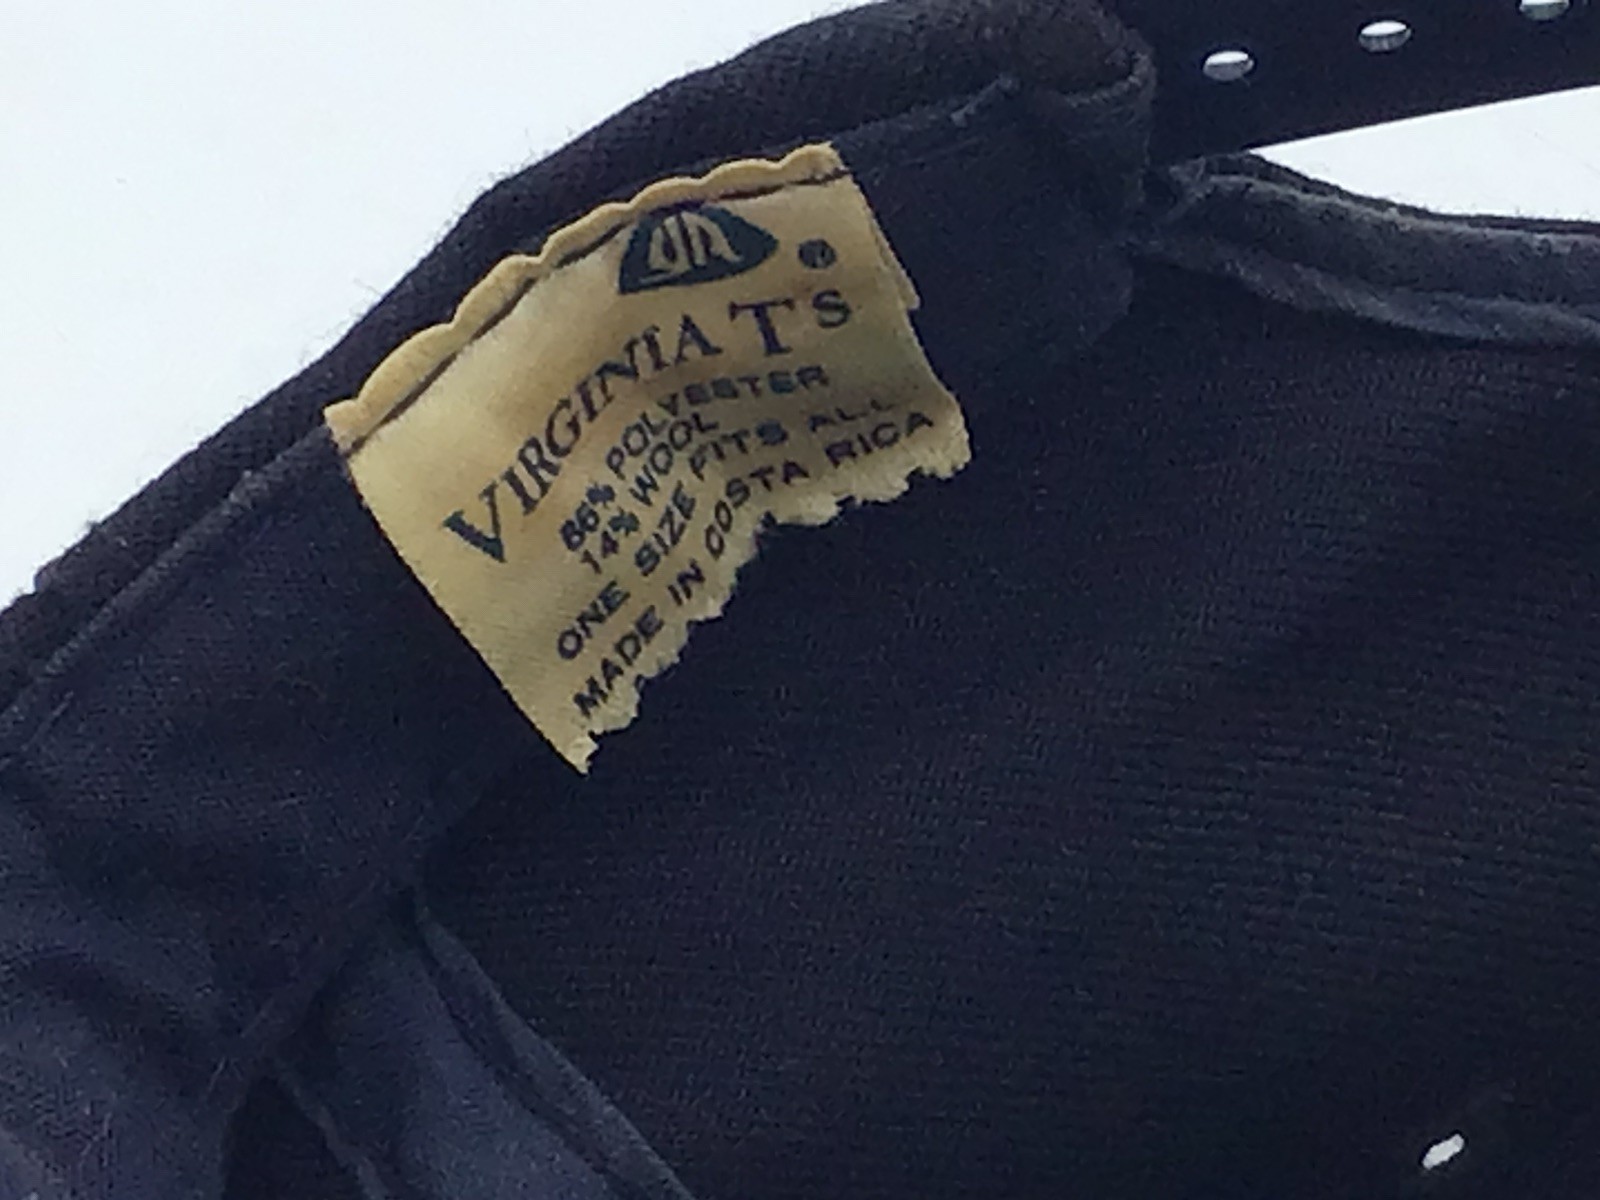 VIRGINIA T'S
86% POLYESTER
14% WOOL
ONE SIZE FITS ALL
MADE IN COSTA RICA